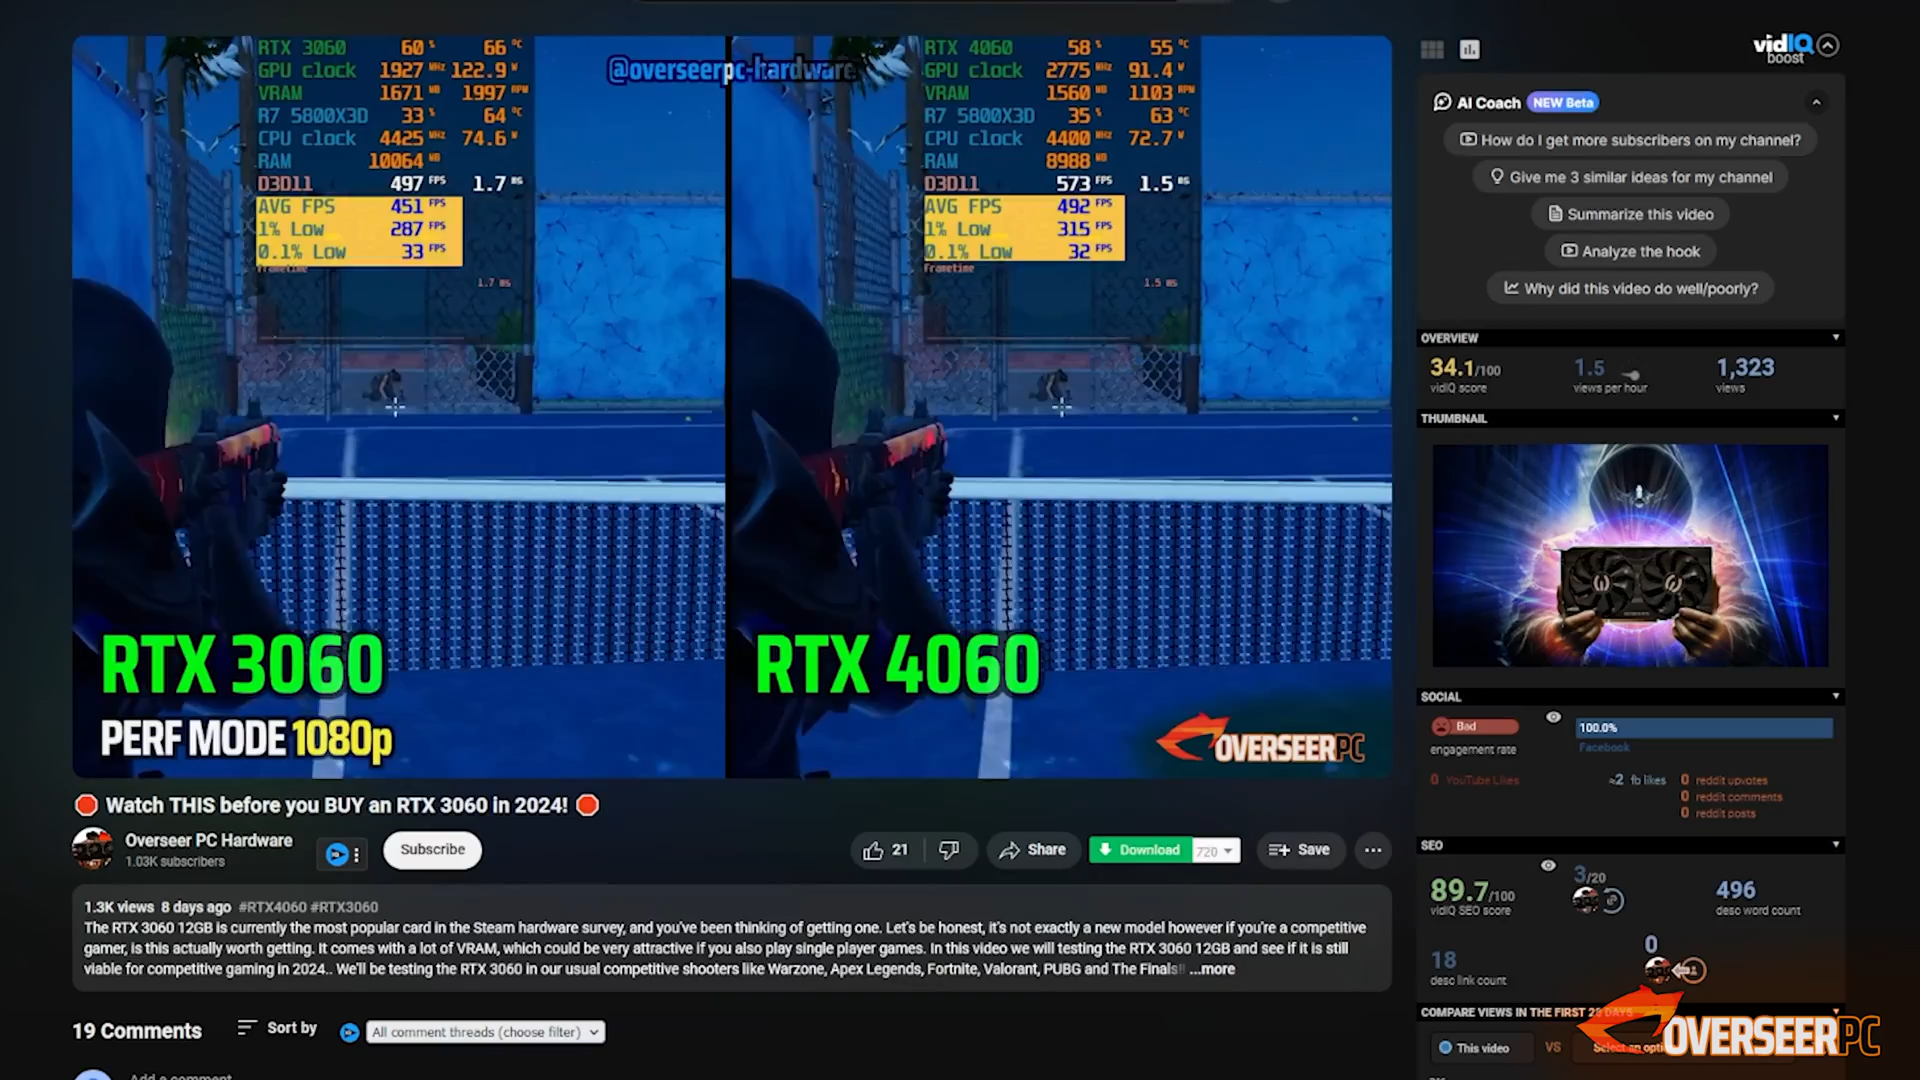 RTX 3060 60 % 66 °C
GPU clock 1927 MHz 122.9 W
VRAM 1671 MB 1997 RPM
R7 5800X3D 33 % 64 °C
CPU clock 4425 MHz 74.6 W
RAM 10064 MB
D3D11 497 FPS 1.7 ms
AVG FPS 451 FPS
1% Low 287 FPS
0.1% Low 33 FPS
Frametime
1.7 ms
@overseerpc-hardware
RTX 4060 58 % 55 °C
GPU clock 2775 MHz 91.4 W
VRAM 1560 MB 1103 RPM
R7 5800X3D 35 % 63 °C
CPU clock 4400 MHz 72.7 W
RAM 8988 MB
D3D11 573 FPS 1.5 ms
AVG FPS 492 FPS
1% Low 315 FPS
0.1% Low 32 FPS
Frametime
1.5 ms
RTX 3060
PERF MODE 1080p
RTX 4060
OVERSEERPC
🛑 Watch THIS before you BUY an RTX 3060 in 2024! 🛑
Overseer PC Hardware
1.03K subscribers
Subscribe
21
Share
Download 720
Save
1.3K views 8 days ago #RTX4060 #RTX3060
The RTX 3060 12GB is currently the most popular card in the Steam hardware survey, and you've been thinking of getting one. Let's be honest, it's not exactly a new model however if you're a competitive
gamer, is this actually worth getting. It comes with a lot of VRAM, which could be very attractive if you also play single player games. In this video we will testing the RTX 3060 12GB and see if it is still
viable for competitive gaming in 2024.. We'll be testing the RTX 3060 in our usual competitive shooters like Warzone, Apex Legends, Fortnite, Valorant, PUBG and The Finals!! ...more
19 Comments
Sort by
All comment threads (choose filter)
Add a comment
vidIQ
boost
AI Coach NEW Beta
How do I get more subscribers on my channel?
Give me 3 similar ideas for my channel
Summarize this video
Analyze the hook
Why did this video do well/poorly?
OVERVIEW
34.1/100
vidIQ score
1.5
views per hour
1,323
views
THUMBNAIL
SOCIAL
Bad
engagement rate
100.0%
Facebook
0 YouTube Likes
≈2 fb likes
0 reddit upvotes
0 reddit comments
0 reddit posts
SEO
89.7/100
vidIQ SEO score
3/20
496
desc word count
18
desc link count
0
COMPARE VIEWS IN THE FIRST 28 DAYS
This video
VS
Select an opti
OVERSEERPC